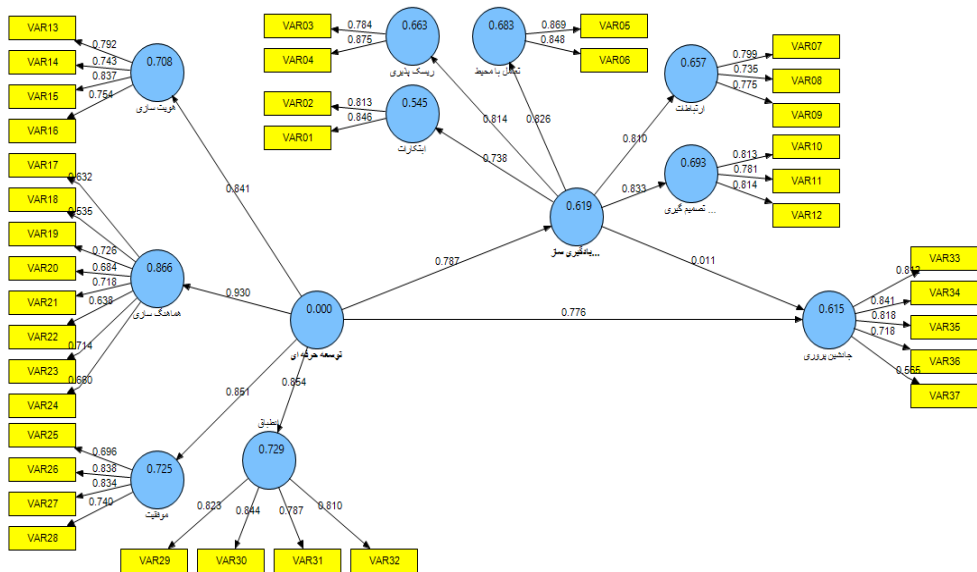 VAR13
VAR14
VAR15
VAR16
0.792
0.743
0.837
0.754
0.708
هویت سازی
VAR03
VAR04
0.784
0.875
0.663
ریسک پذیری
VAR02
VAR01
0.813
0.846
0.545
ابتکارات
0.683
تعامل با محیط
0.869
0.848
VAR05
VAR06
0.657
ارتباطات
0.799
0.735
0.775
VAR07
VAR08
VAR09
0.693
تصمیم گیری ...
0.813
0.781
0.814
VAR10
VAR11
VAR12
0.814
0.826
0.738
0.810
0.833
0.619
یادگیری ساز...
0.841
0.787
0.011
VAR17
VAR18
VAR19
VAR20
VAR21
VAR22
VAR23
VAR24
0.632
0.535
0.726
0.684
0.718
0.638
0.714
0.660
0.866
هماهنگ سازی
0.930
0.000
توسعه حرفه ای
0.776
0.615
جانشین پروری
0.812
0.841
0.818
0.718
0.565
VAR33
VAR34
VAR35
VAR36
VAR37
0.851
0.854
VAR25
VAR26
VAR27
VAR28
0.696
0.838
0.834
0.740
0.725
موفقیت
انطباق
0.729
0.823
0.844
0.787
0.810
VAR29
VAR30
VAR31
VAR32